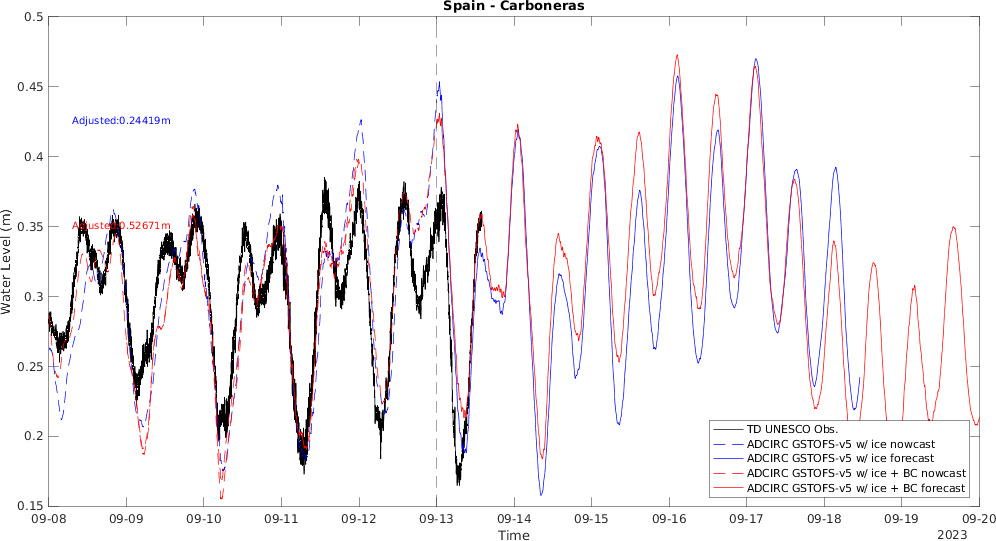 Spain - Carboneras
0.5
0.45
0.4
0.35
0.3
0.25
0.2
0.15
Water Level (m)
Adjusted:0.24419m
Adjusted:0.52671m
TD UNESCO Obs.
ADCIRC GSTOFS-v5 w/ ice nowcast
ADCIRC GSTOFS-v5 w/ ice forecast
ADCIRC GSTOFS-v5 w/ ice + BC nowcast
ADCIRC GSTOFS-v5 w/ ice + BC forecast
09-08 09-09 09-10 09-11 09-12 09-13 09-14 09-15 09-16 09-17 09-18 09-19 09-20
Time
2023